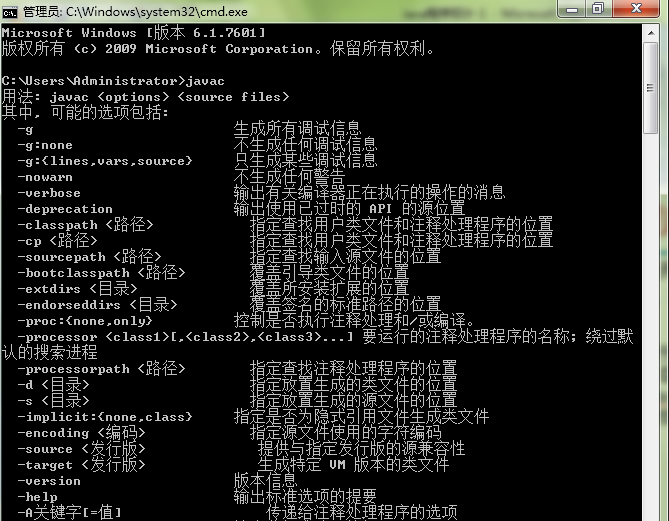 管理员: C:\Windows\system32\cmd.exe
Microsoft Windows [版本 6.1.7601]
版权所有 (c) 2009 Microsoft Corporation。保留所有权利。
C:\Users\Administrator>javac
用法: javac <options> <source files>
其中, 可能的选项包括:
-g 生成所有调试信息
-g:none 不生成任何调试信息
-g:{lines,vars,source} 只生成某些调试信息
-nowarn 不生成任何警告
-verbose 输出有关编译器正在执行的操作的消息
-deprecation 输出使用已过时的 API 的源位置
-classpath <路径> 指定查找用户类文件和注释处理程序的位置
-cp <路径> 指定查找用户类文件和注释处理程序的位置
-sourcepath <路径> 指定查找输入源文件的位置
-bootclasspath <路径> 覆盖引导类文件的位置
-extdirs <目录> 覆盖所安装扩展的位置
-endorseddirs <目录> 覆盖签名的标准路径的位置
-proc:{none,only} 控制是否执行注释处理和/或编译。
-processor <class1>[,<class2>,<class3>...] 要运行的注释处理程序的名称; 绕过默
认的搜索进程
-processorpath <路径> 指定查找注释处理程序的位置
-d <目录> 指定放置生成的类文件的位置
-s <目录> 指定放置生成的源文件的位置
-implicit:{none,class} 指定是否为隐式引用文件生成类文件
-encoding <编码> 指定源文件使用的字符编码
-source <发行版> 提供与指定发行版的源兼容性
-target <发行版> 生成特定 VM 版本的类文件
-version 版本信息
-help 输出标准选项的提要
-A关键字[=值] 传递给注释处理程序的选项